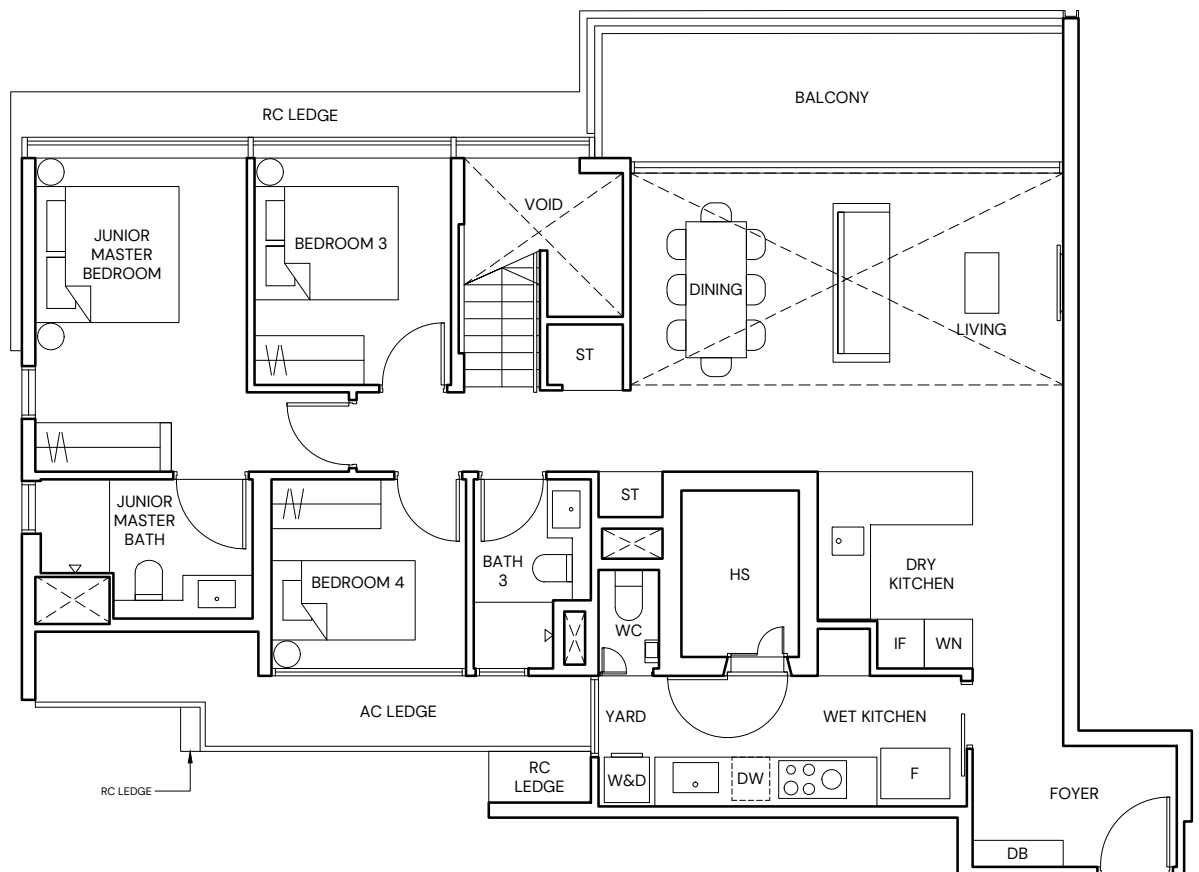 BALCONY
RC LEDGE
VOID
JUNIOR
MASTER
BEDROOM
BEDROOM 3
DINING
LIVING
ST
JUNIOR
MASTER
BATH
ST
BATH
3
BEDROOM 4
HS
DRY
KITCHEN
WC
IF
WN
AC LEDGE
YARD
WET KITCHEN
RC
LEDGE
W&D
DW
F
RC LEDGE
FOYER
DB